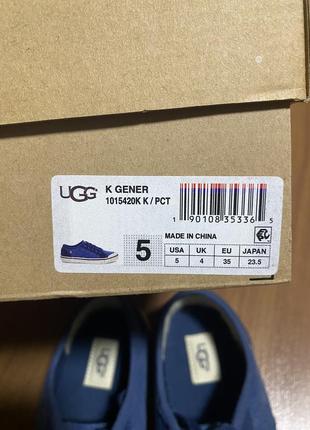 UGG
K GENER
1015420K K / PCT
1 90108 35336 5
5
MADE IN CHINA
USA UK EU JAPAN
5 4 35 23.5
UGG
UGG